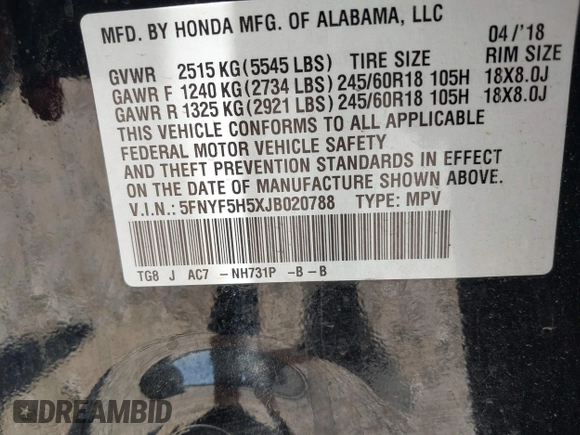 MFD. BY HONDA MFG. OF ALABAMA, LLC 04/'18
GVWR 2515 KG (5545 LBS) TIRE SIZE RIM SIZE
GAWR F 1240 KG (2734 LBS) 245/60R18 105H 18X8.0J
GAWR R 1325 KG (2921 LBS) 245/60R18 105H 18X8.0J
THIS VEHICLE CONFORMS TO ALL APPLICABLE
FEDERAL MOTOR VEHICLE SAFETY
AND THEFT PREVENTION STANDARDS IN EFFECT
ON THE DATE OF MANUFACTURE SHOWN ABOVE.
V.I.N.: 5FNYF5H5XJB020788 TYPE: MPV
TG8 J AC7 - NH731P -B - B
DREAMBID